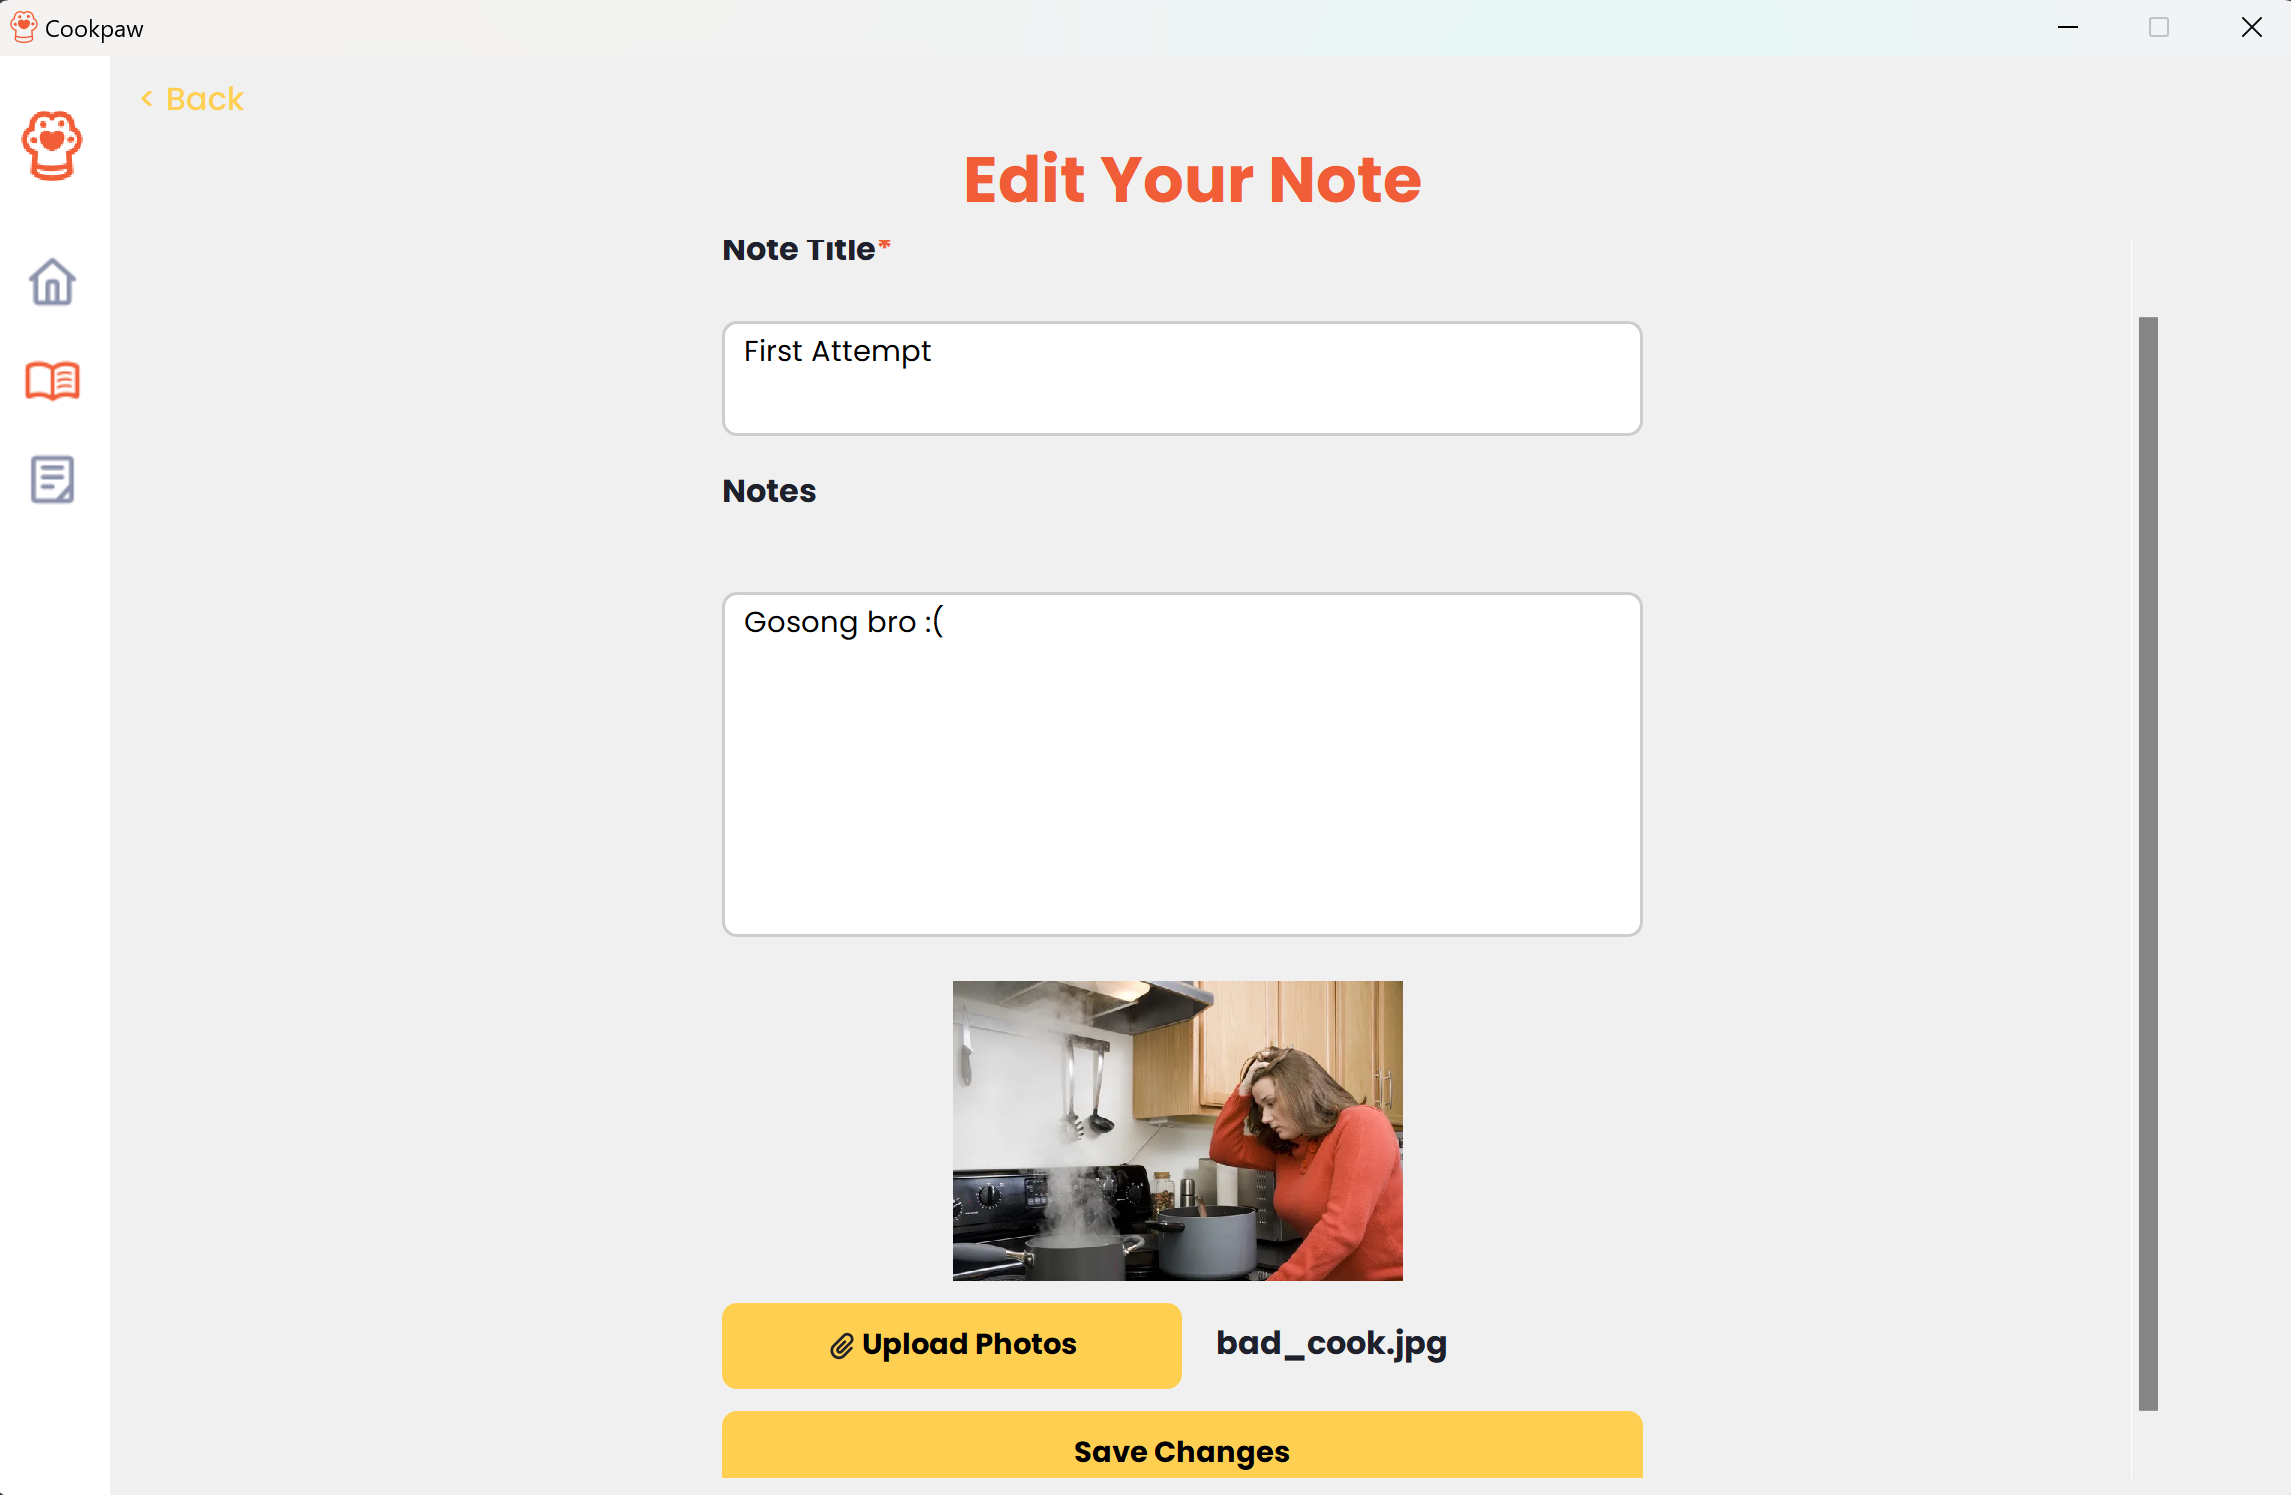 Cookpaw
< Back
Edit Your Note
Note Title*
First Attempt
Notes
Gosong bro :(
Upload Photos
bad_cook.jpg
Save Changes